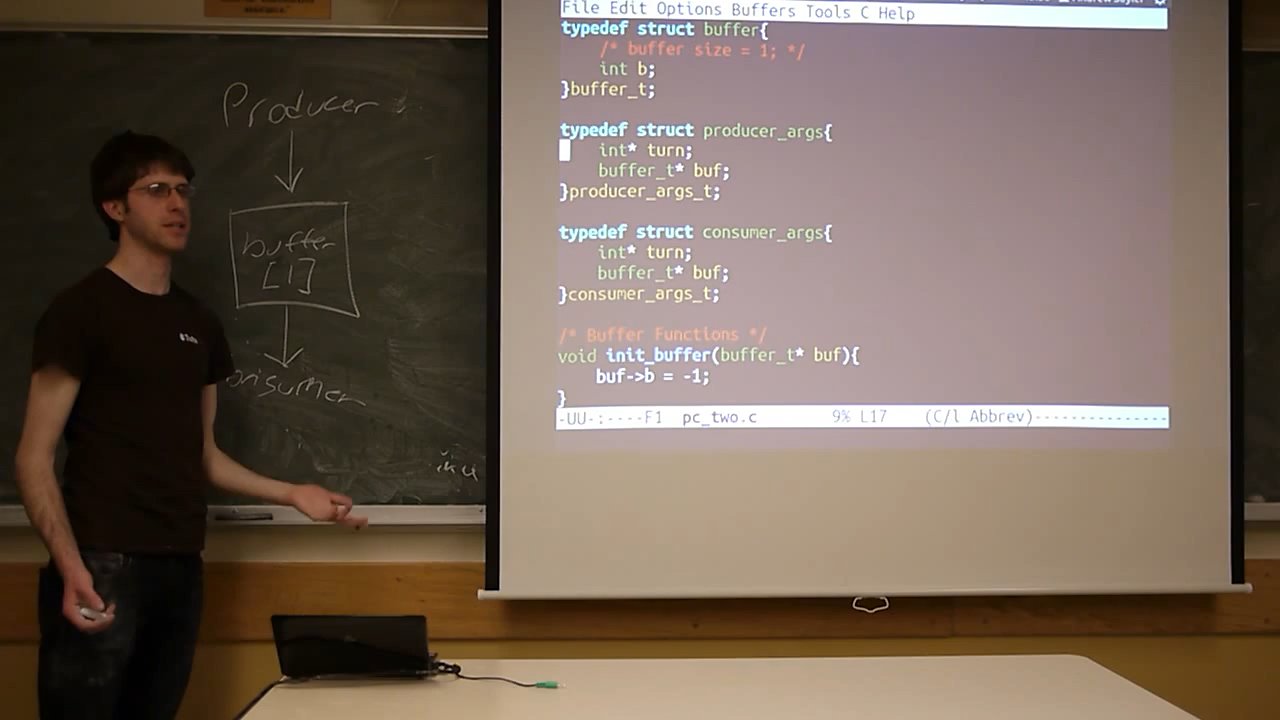 Producer
buffer
[1]
File Edit Options Buffers Tools C Help
typedef struct buffer{
/* buffer size = 1; */
int b;
}buffer_t;
typedef struct producer_args{
int* turn;
buffer_t* buf;
}producer_args_t;
typedef struct consumer_args{
int* turn;
buffer_t* buf;
}consumer_args_t;
/* Buffer Functions */
void init_buffer(buffer_t* buf){
buf->b = -1;
}
-UU-:----F1 pc_two.c 9% L17 (C/l Abbrev)----------------